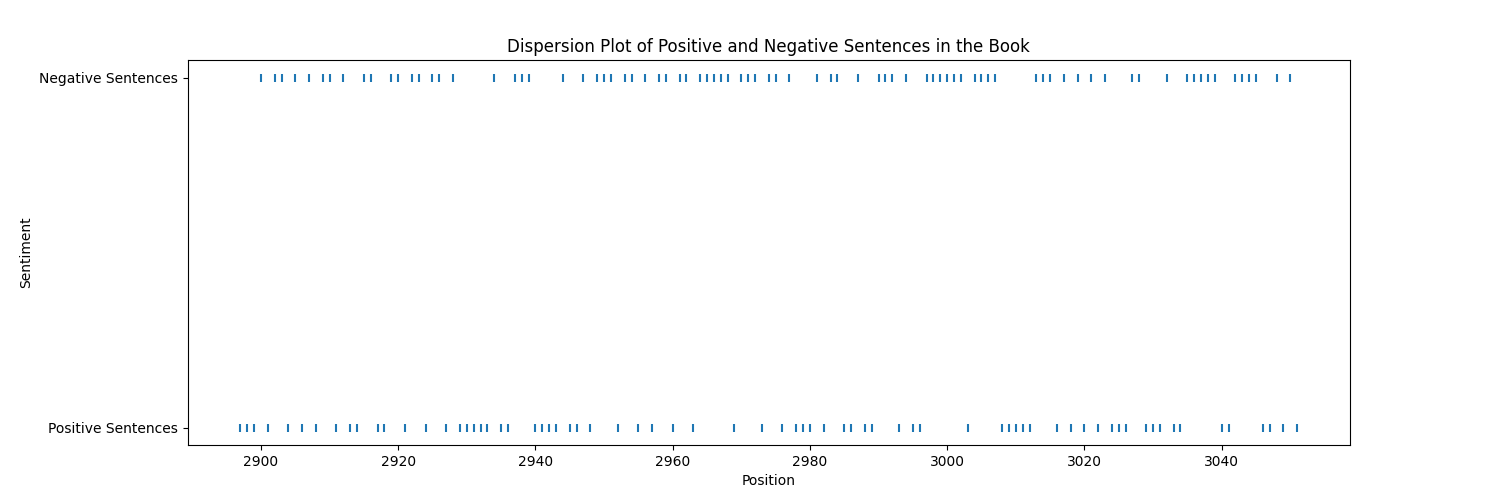 Dispersion Plot of Positive and Negative Sentences in the Book
Negative Sentences
Sentiment
Positive Sentences
2900 2920 2940 2960 2980 3000 3020 3040
Position